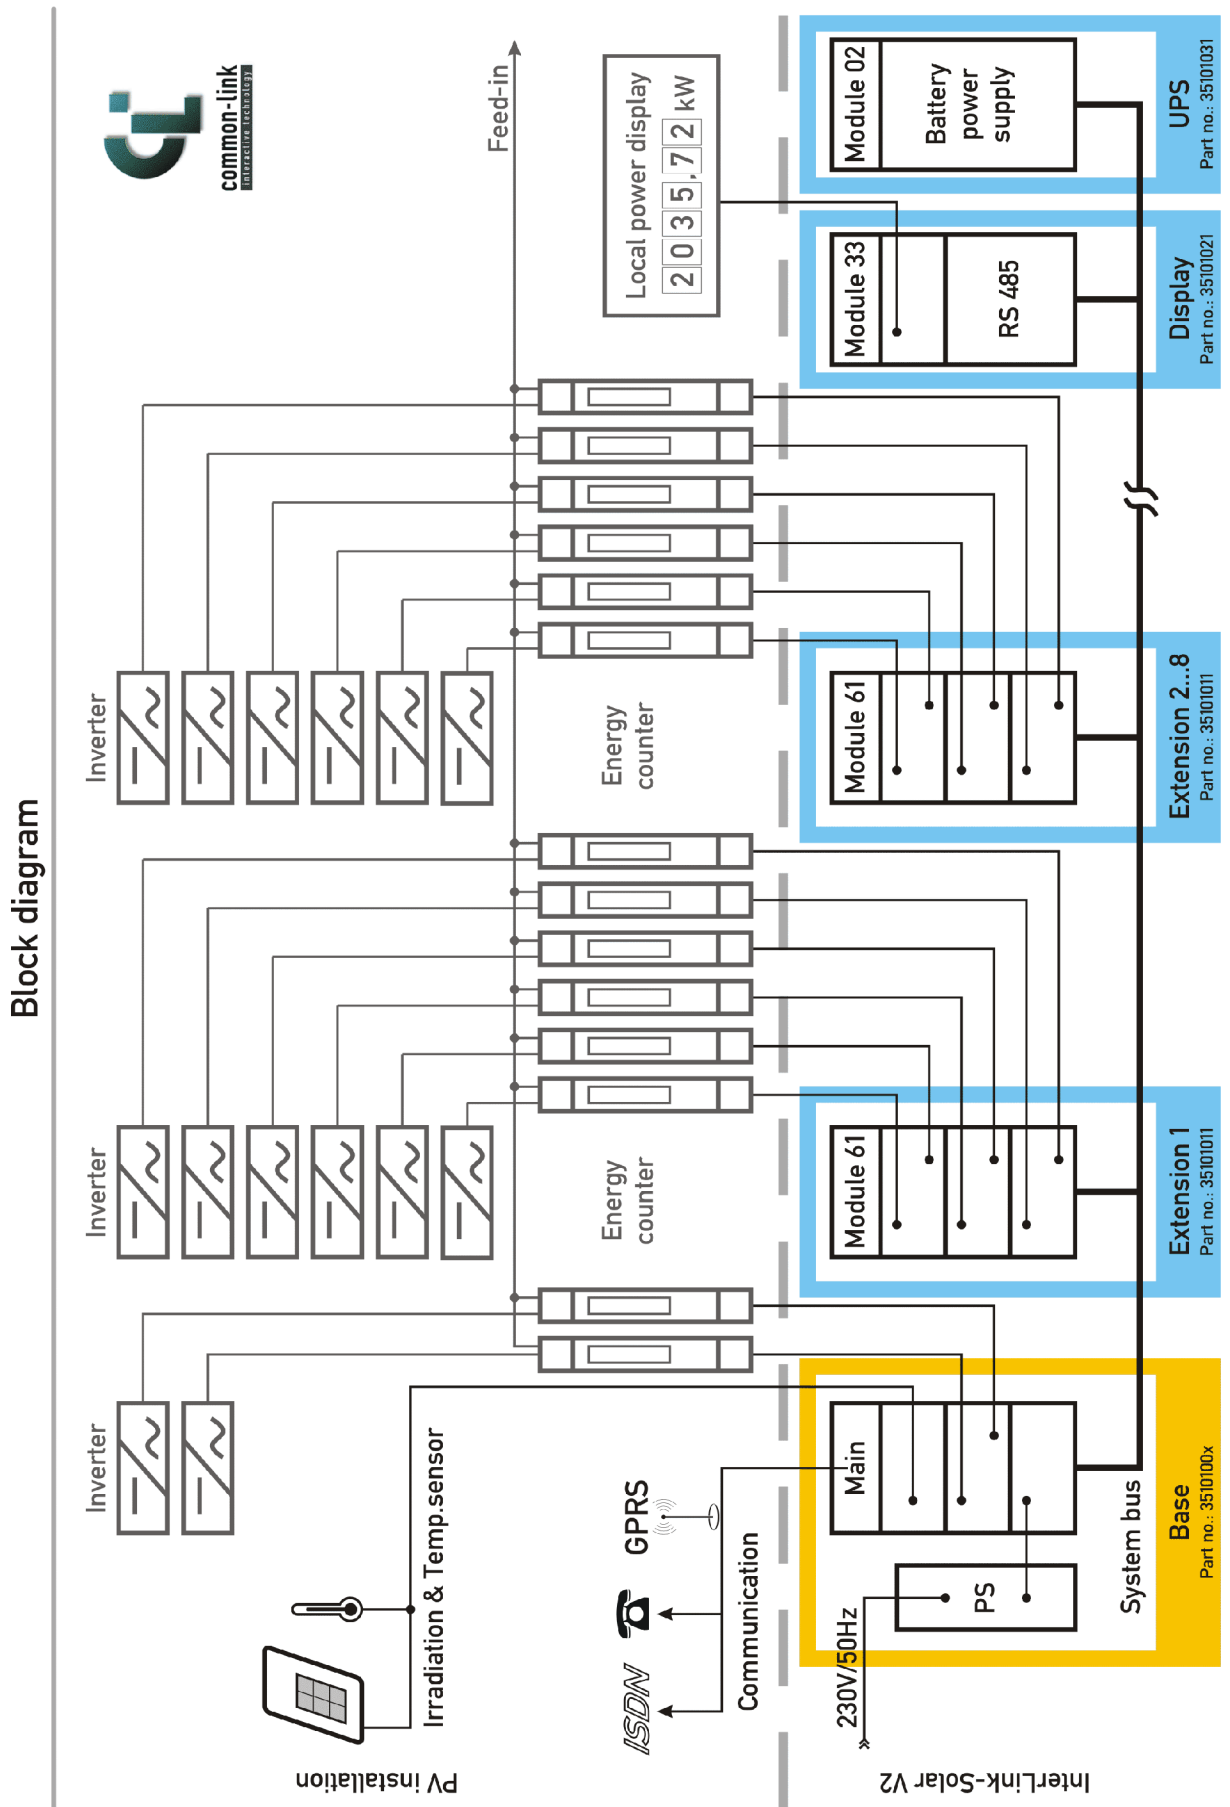 Block diagram
common-link
interactive technology
PV installation
Inverter
Inverter
Inverter
Feed-in
Irradiation & Temp.sensor
Energy
counter
Energy
counter
Local power display
2035,72 kW
ISDN
GPRS
Communication
InterLink-Solar V2
230V/50Hz
PS
Main
System bus
Base
Part no.: 3510100x
Module 61
Extension 1
Part no.: 35101011
Module 61
Extension 2...8
Part no.: 35101011
Module 33
RS 485
Display
Part no.: 35101021
Module 02
Battery
power
supply
UPS
Part no.: 35101031